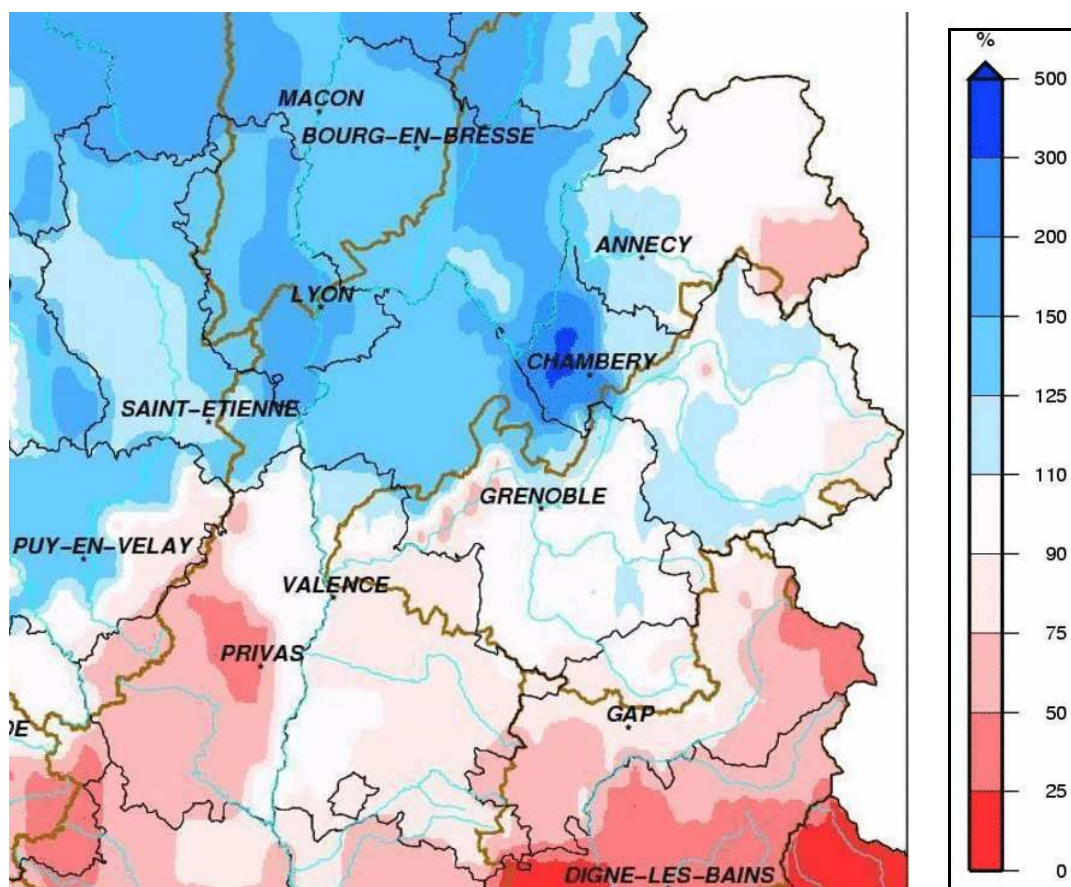 %
500
300
200
150
125
110
90
75
50
25
0
MACON
BOURG-EN-BRESSE
ANNECY
LYON
CHAMBERY
SAINT-ETIENNE
GRENOBLE
PUY-EN-VELAY
VALENCE
PRIVAS
GAP
DE
DIGNE-LES-BAINS